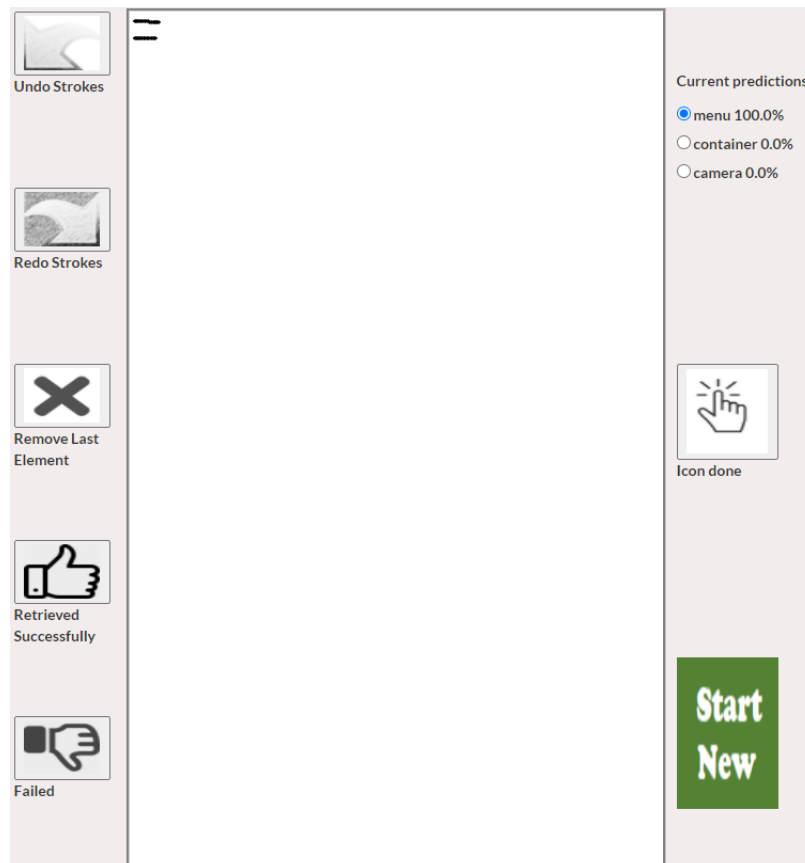 Undo Strokes
Redo Strokes
Remove Last
Element
Retrieved
Successfully
Failed
Current predictions
menu 100.0%
container 0.0%
camera 0.0%
Icon done
Start
New